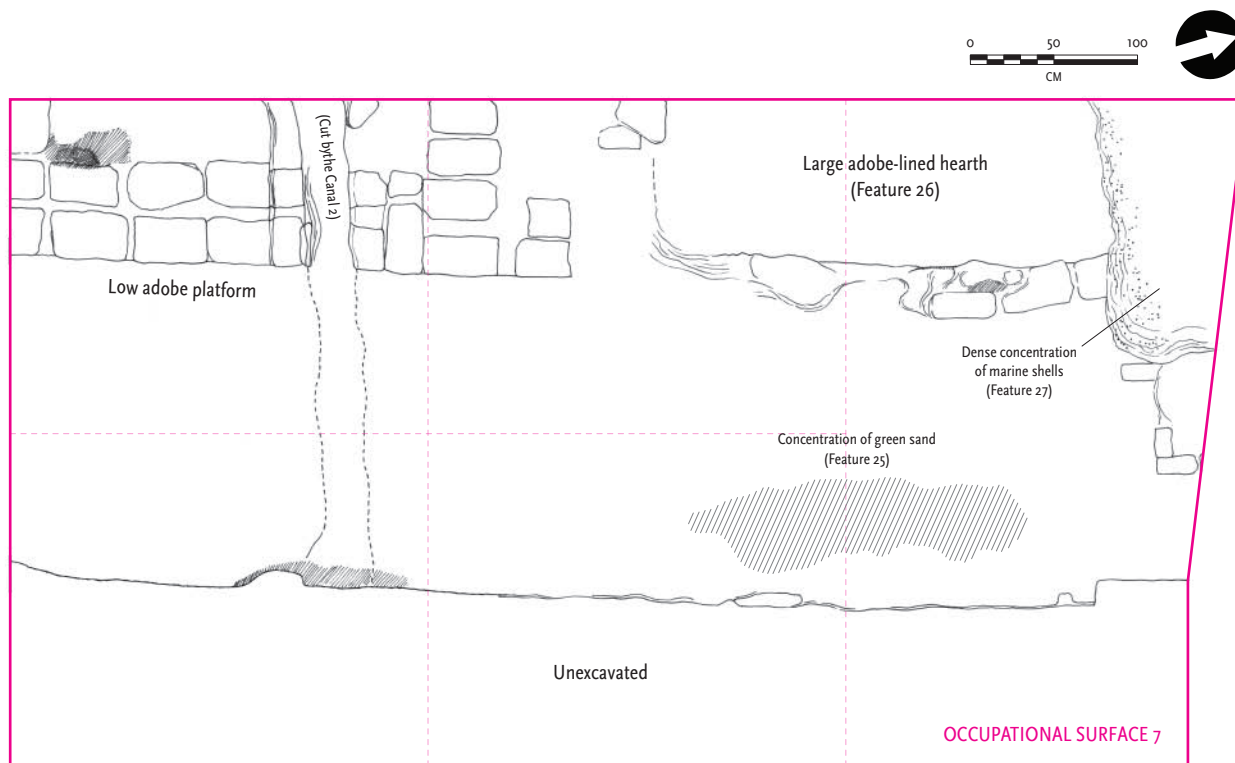 0 50 100
CM
(Cut bythe Canal 2)
Large adobe-lined hearth
(Feature 26)
Low adobe platform
Dense concentration
of marine shells
(Feature 27)
Concentration of green sand
(Feature 25)
Unexcavated
OCCUPATIONAL SURFACE 7